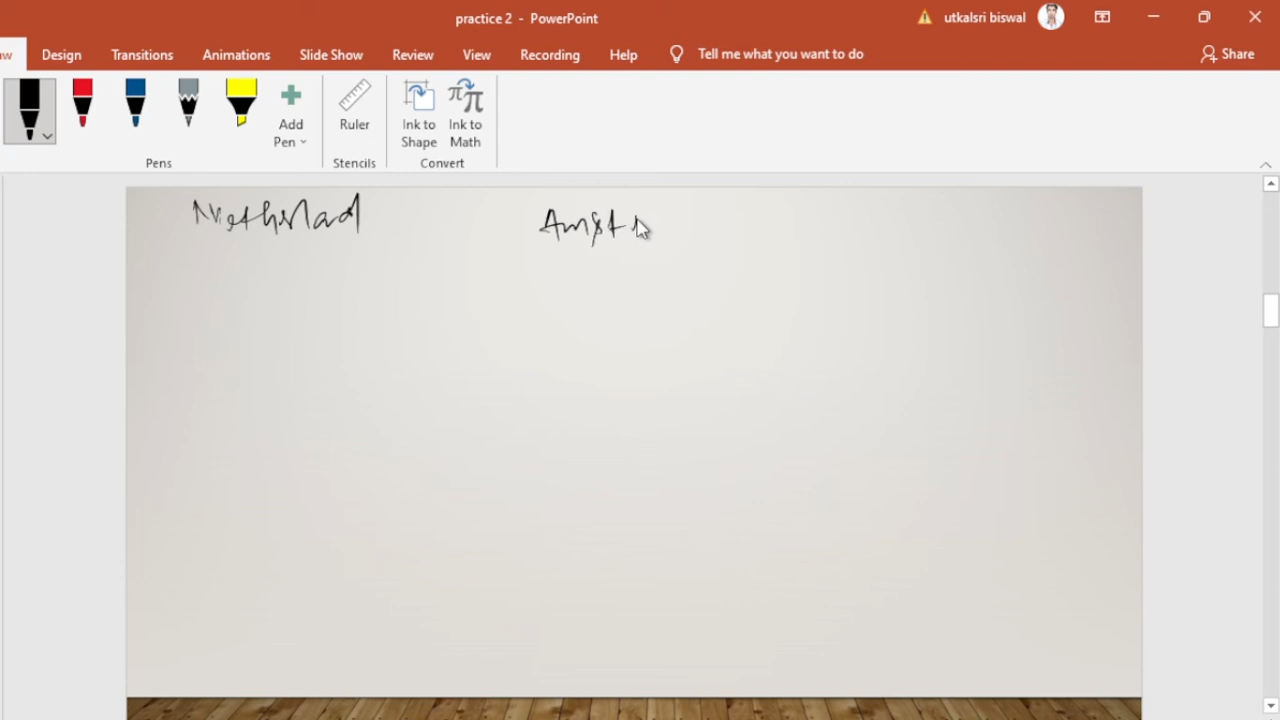 practice 2 - PowerPoint
utkalsri biswal
w Design Transitions Animations Slide Show Review View Recording Help Tell me what you want to do Share
Add Pen
Ruler
Ink to Shape
Ink to Math
Pens
Stencils
Convert
Netherlad Amst